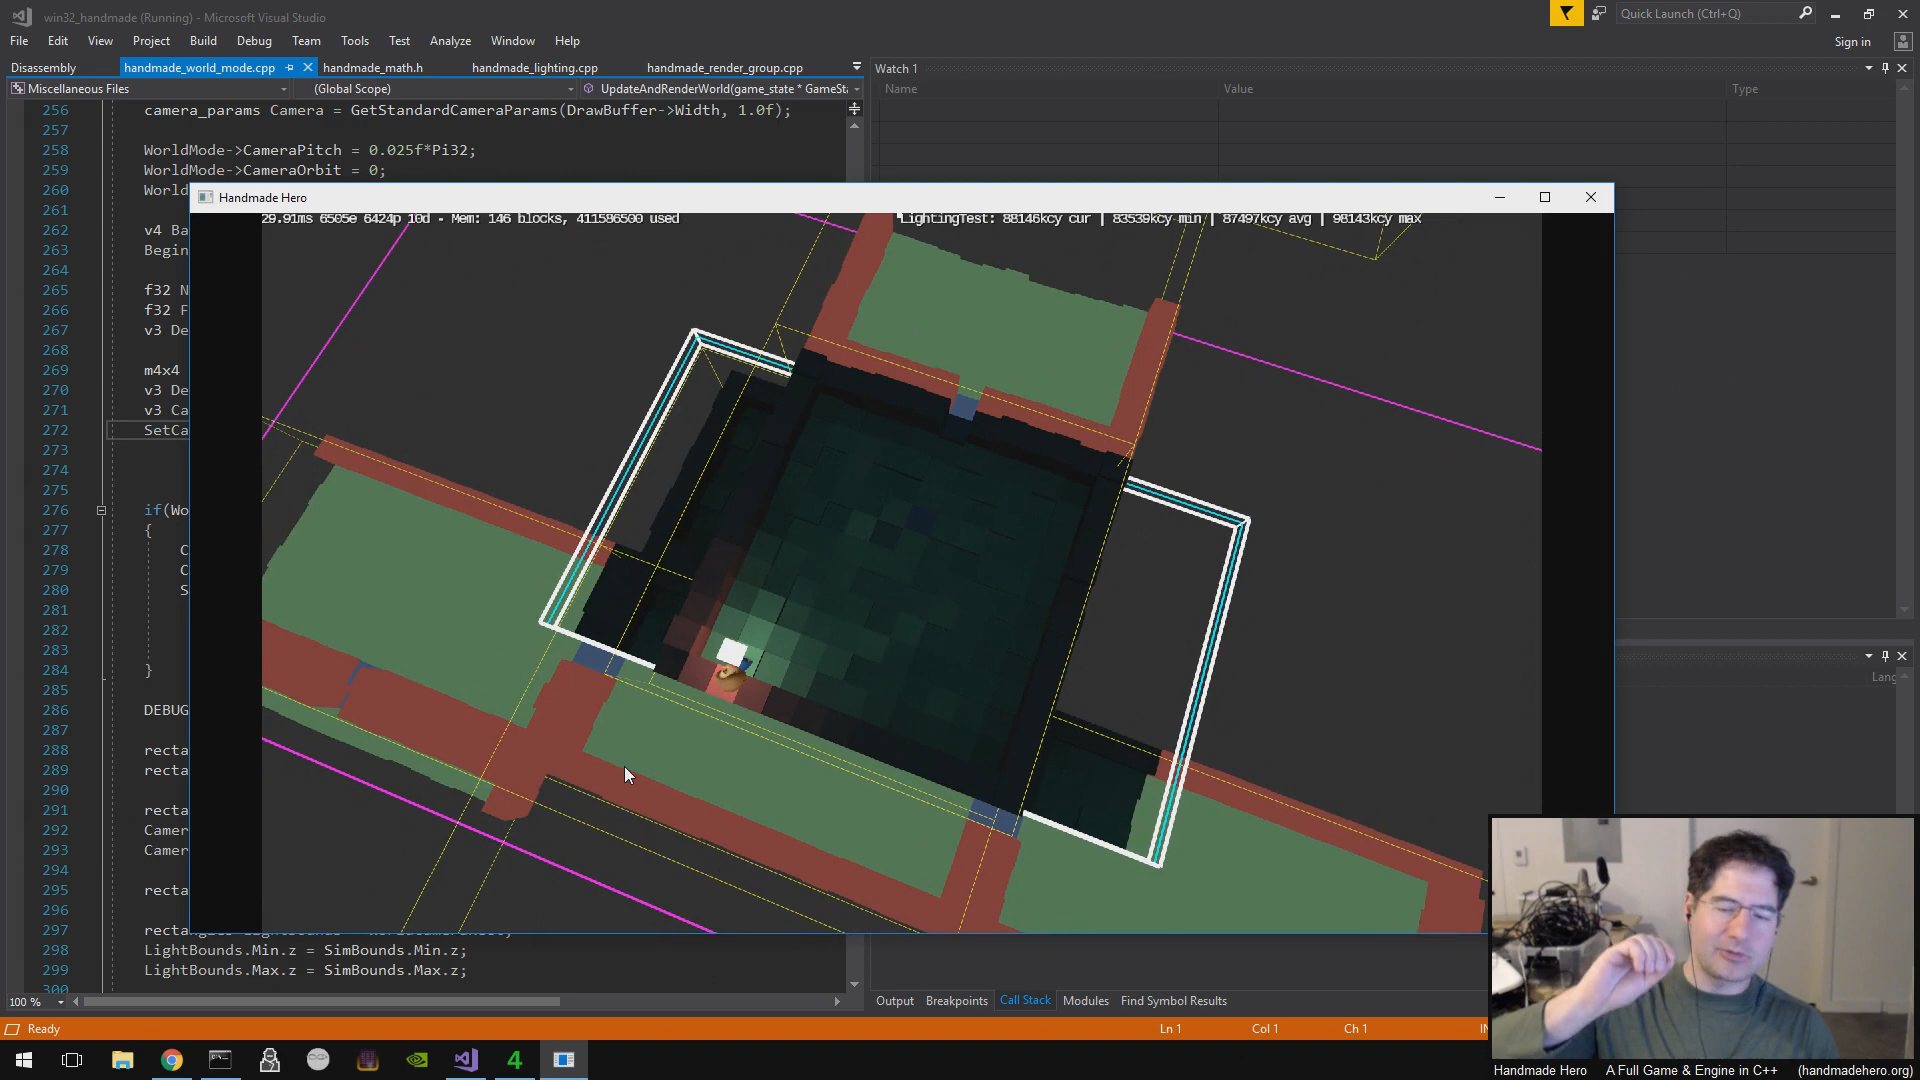 win32_handmade (Running) - Microsoft Visual Studio
Quick Launch (Ctrl+Q)
File Edit View Project Build Debug Team Tools Test Analyze Window Help
Sign in
Disassembly handmade_world_mode.cpp handmade_math.h handmade_lighting.cpp handmade_render_group.cpp
Watch 1
Miscellaneous Files (Global Scope) UpdateAndRenderWorld(game_state * GameSta
Name Value Type
256 camera_params Camera = GetStandardCameraParams(DrawBuffer->Width, 1.0f);
257
258 WorldMode->CameraPitch = 0.025f*Pi32;
259 WorldMode->CameraOrbit = 0;
260 World
Handmade Hero
29.91ms 6505e 6424p 10d - Mem: 146 blocks, 411586500 used
LightingTest: 88146kcy cur | 83539kcy min | 87497kcy avg | 98143kcy max
261
262 v4 Ba
263 Begin
264
265 f32 N
266 f32 F
267 v3 De
268
269 m4x4
270 v3 De
271 v3 Ca
272 SetCa
273
274
275
276 if(Wo
277 {
278 C
279 C
280 S
281
282
283
284 }
285
286 DEBUG
287
288 recta
289 recta
290
291 recta
292 Camer
293 Camer
294
295 recta
296
297
298 LightBounds.Min.z = SimBounds.Min.z;
299 LightBounds.Max.z = SimBounds.Max.z;
300
Lang
100 %
Output Breakpoints Call Stack Modules Find Symbol Results
Ready
Ln 1 Col 1 Ch 1 IN
4
Handmade Hero A Full Game & Engine in C++ (handmadehero.org)